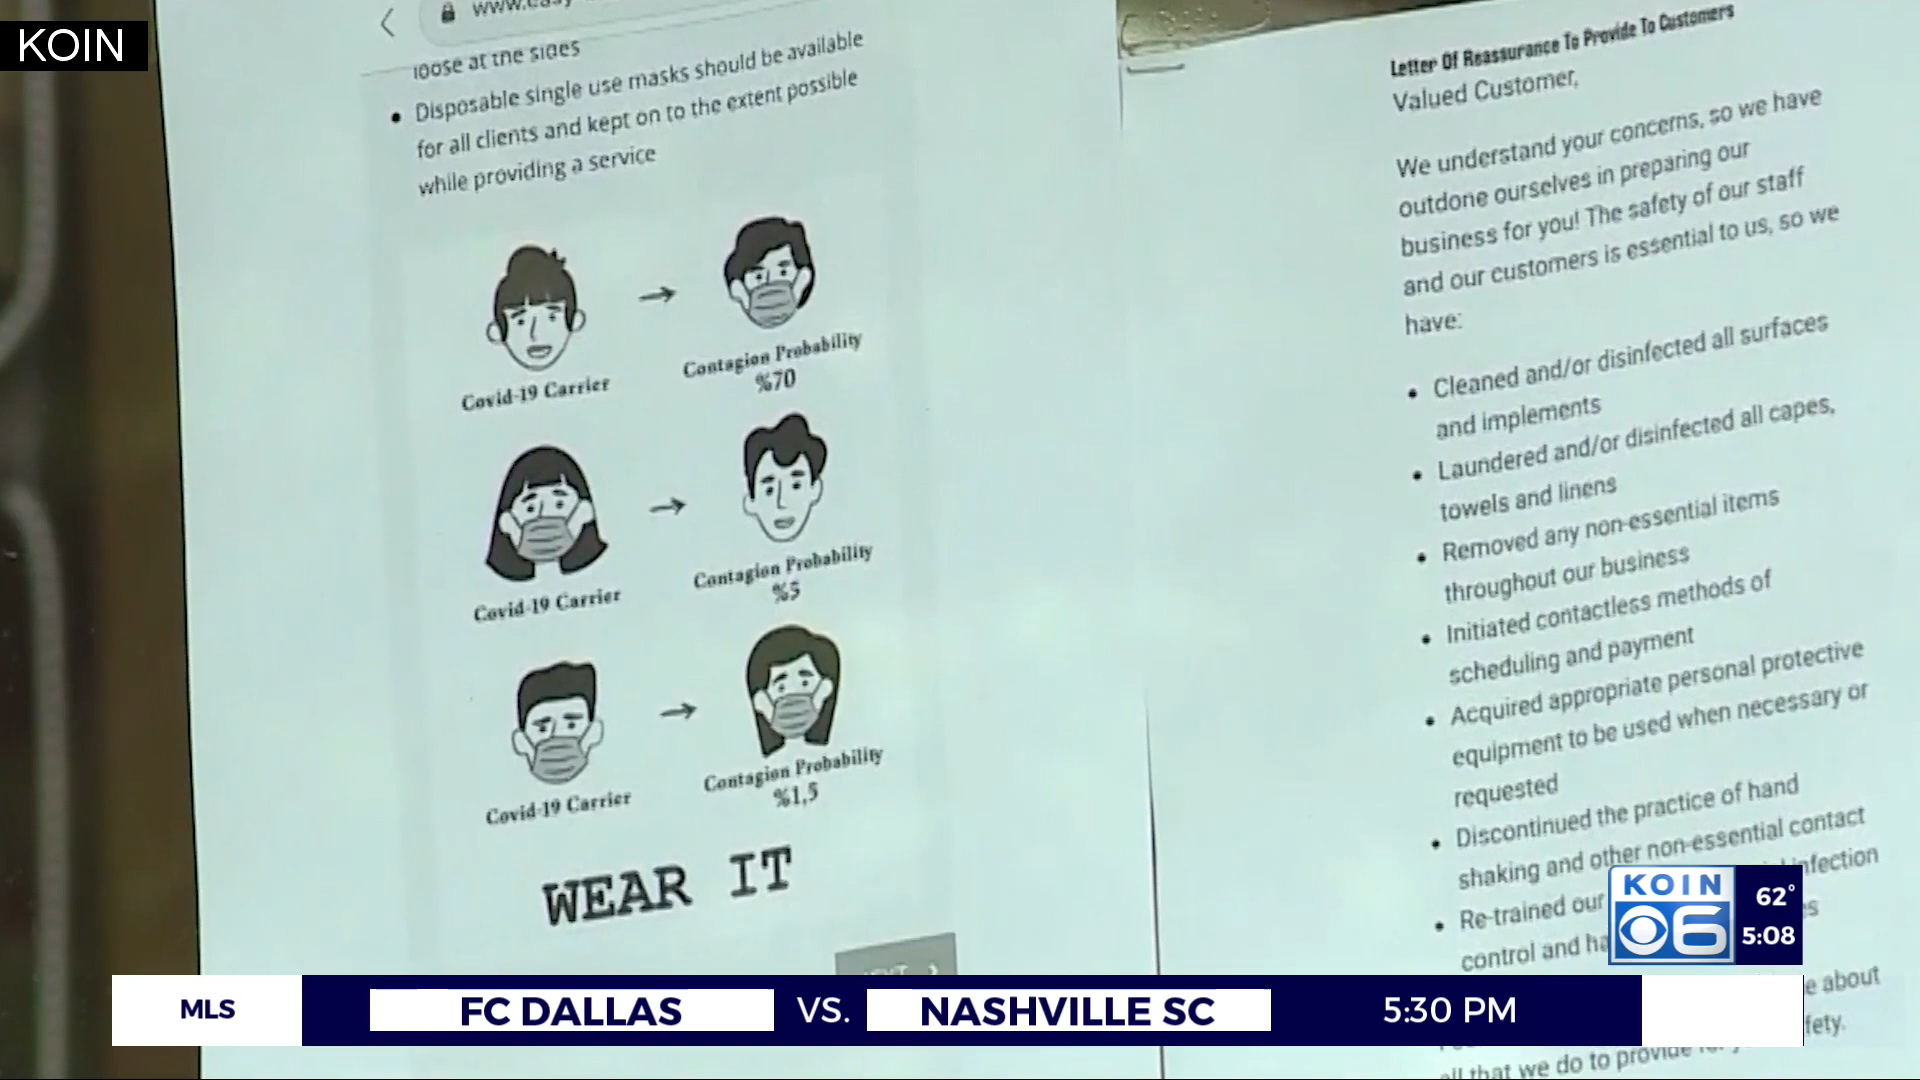 KOIN
loose at the sides
• Disposable single use masks should be available
for all clients and kept on to the extent possible
while providing a service
Covid-19 Carrier
Contagion Probability
%70
Covid-19 Carrier
Contagion Probability
%5
Covid-19 Carrier
Contagion Probability
%1,5
WEAR IT
Letter Of Reassurance To Provide To Customers
Valued Customer,
We understand your concerns, so we have
outdone ourselves in preparing our
business for you! The safety of our staff
and our customers is essential to us, so we
have:
• Cleaned and/or disinfected all surfaces
and implements
• Laundered and/or disinfected all capes,
towels and linens
• Removed any non-essential items
throughout our business
• Initiated contactless methods of
scheduling and payment
• Acquired appropriate personal protective
equipment to be used when necessary or
requested
• Discontinued the practice of hand
shaking and other non-essential contact
• Re-trained our infection
control and
about
all that we do to provide
KOIN 6
62°
5:08
MLS FC DALLAS VS. NASHVILLE SC 5:30 PM